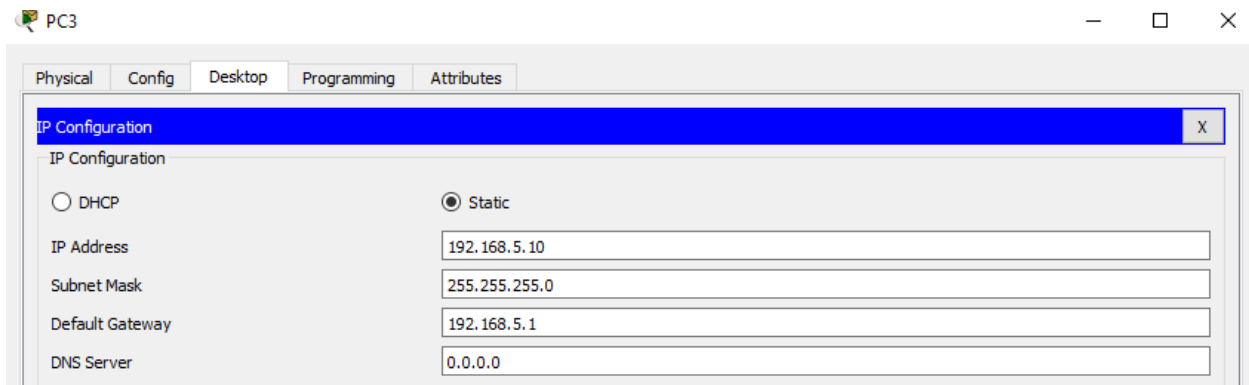 PC3
Physical Config Desktop Programming Attributes
IP Configuration X
IP Configuration
DHCP Static
IP Address 192.168.5.10
Subnet Mask 255.255.255.0
Default Gateway 192.168.5.1
DNS Server 0.0.0.0